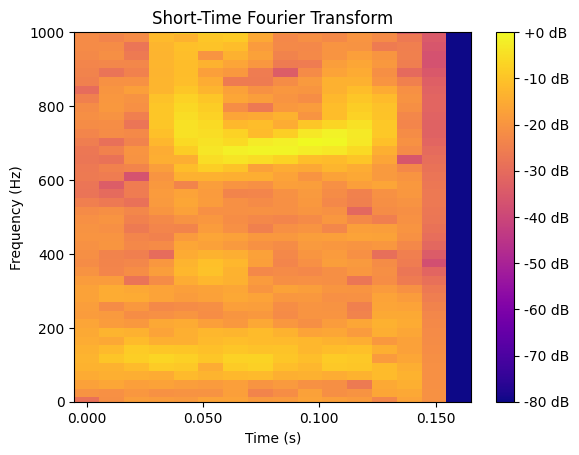 Short-Time Fourier Transform
1000
800
600
400
200
0
Frequency (Hz)
0.000
0.050
0.100
0.150
Time (s)
+0 dB
-10 dB
-20 dB
-30 dB
-40 dB
-50 dB
-60 dB
-70 dB
-80 dB